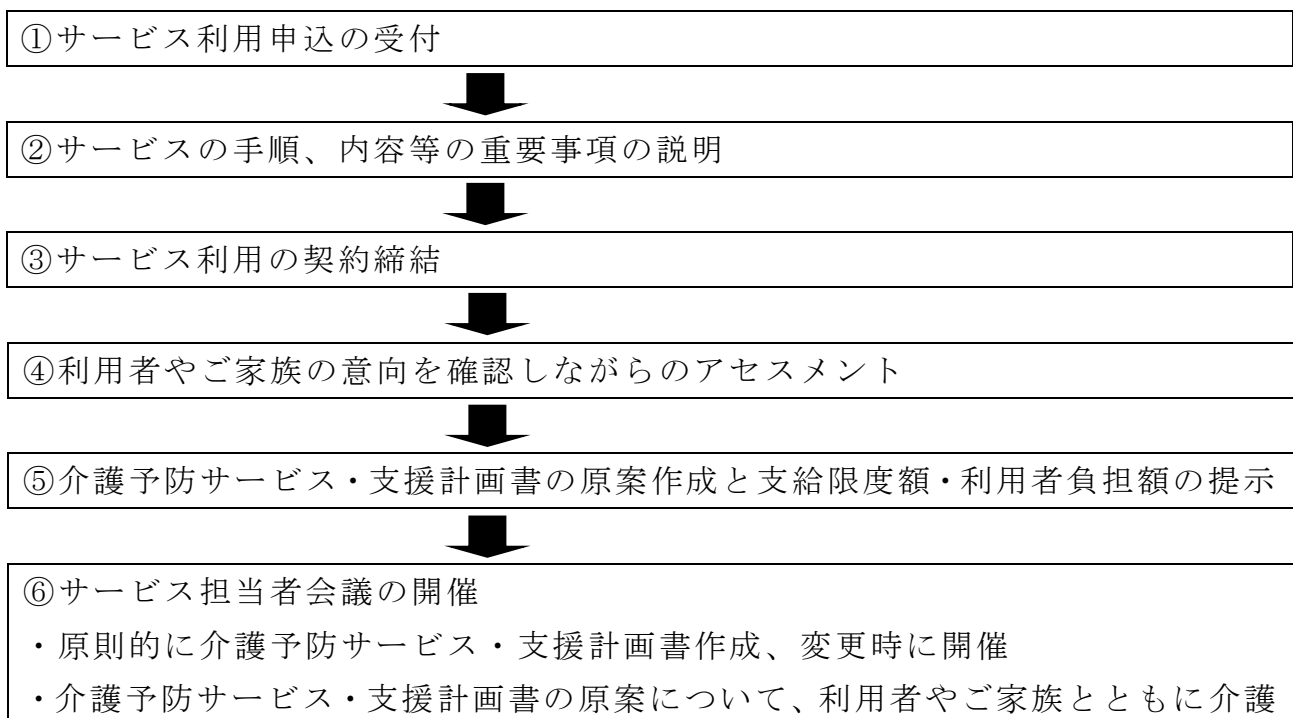 ①サービス利用申込の受付
②サービスの手順、内容等の重要事項の説明
③サービス利用の契約締結
④利用者やご家族の意向を確認しながらのアセスメント
⑤介護予防サービス・支援計画書の原案作成と支給限度額・利用者負担額の提示
⑥サービス担当者会議の開催
・原則的に介護予防サービス・支援計画書作成、変更時に開催
・介護予防サービス・支援計画書の原案について、利用者やご家族とともに介護